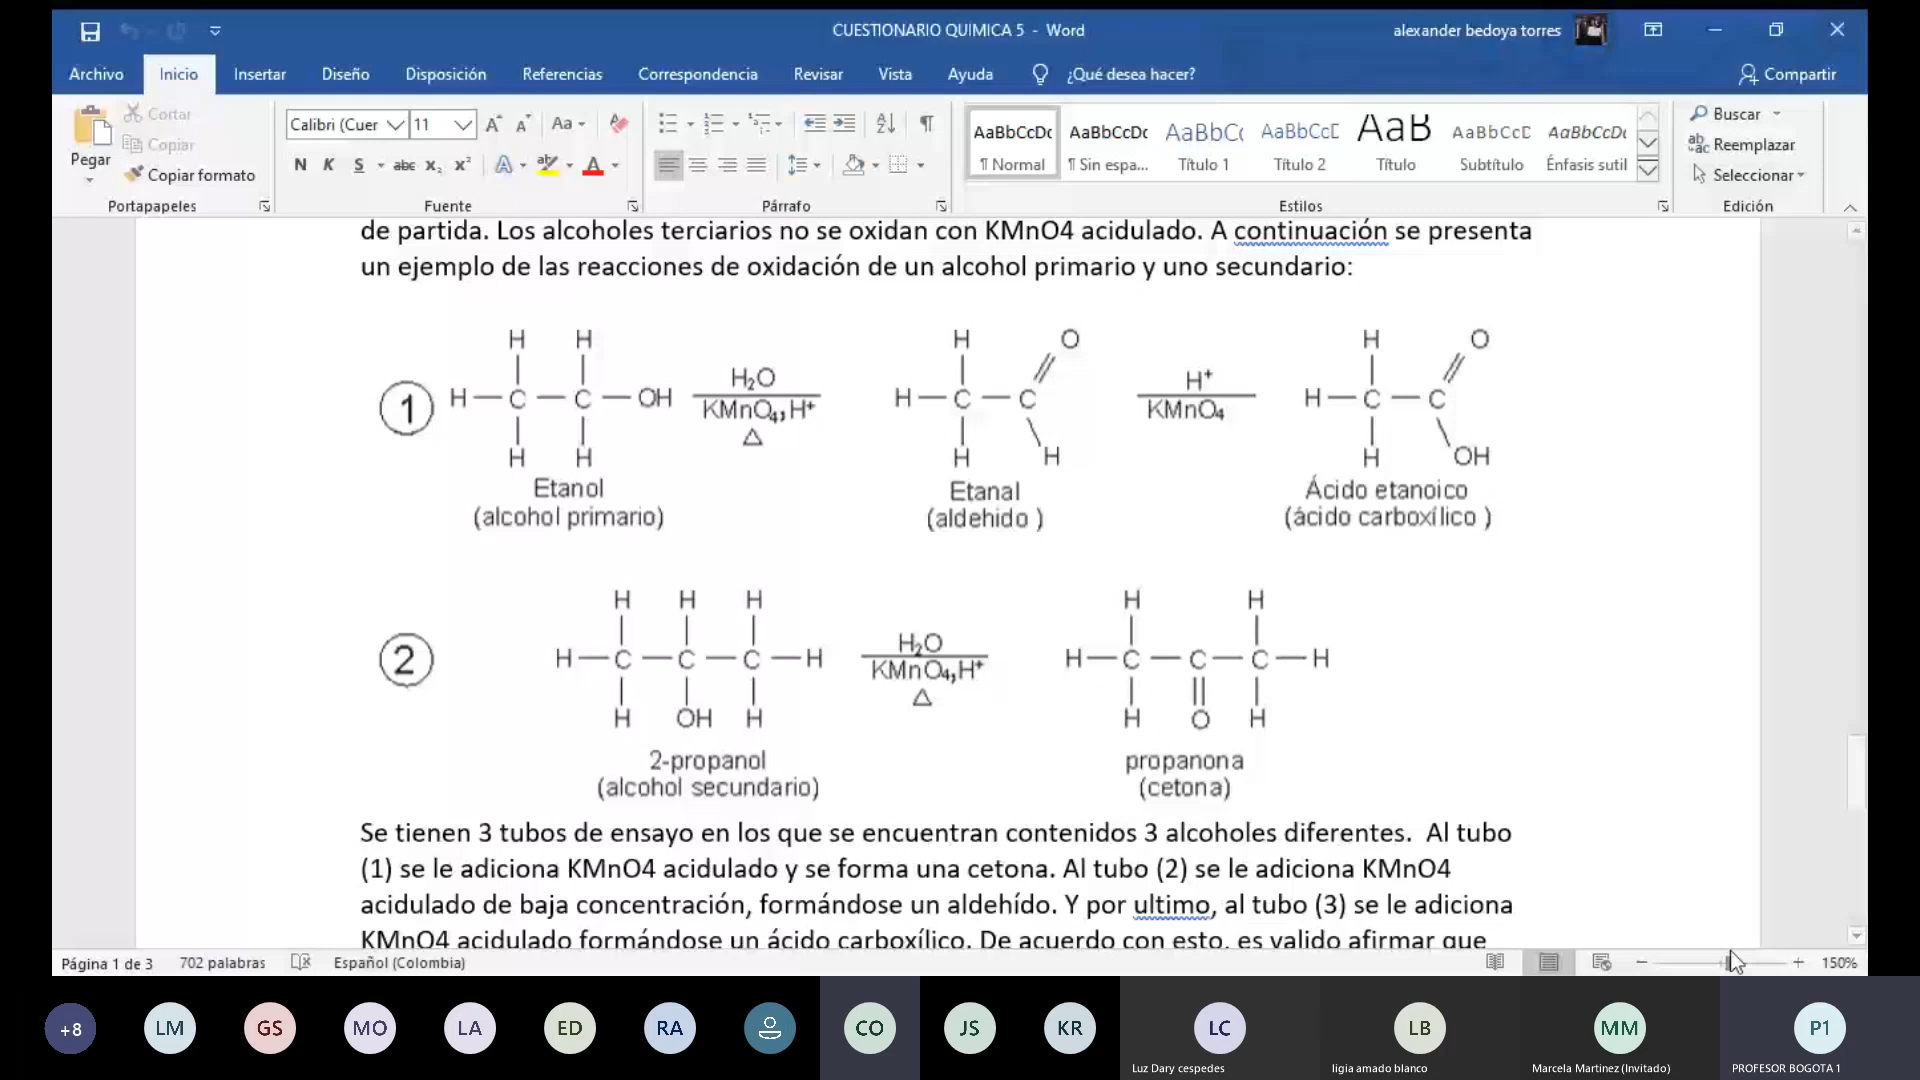 CUESTIONARIO QUIMICA 5 - Word
alexander bedoya torres
Archivo Inicio Insertar Diseño Disposición Referencias Correspondencia Revisar Vista Ayuda ¿Qué desea hacer? Compartir
Pegar
Cortar
Copiar
Copiar formato
Portapapeles
Calibri (Cuer 11
Aa
N K S abc x₂ x² A ab A
Fuente
Párrafo
AaBbCcDc AaBbCcDc AaBbC( AaBbCcD AaB AaBbCcD AaBbCcDc
¶ Normal ¶ Sin espa... Título 1 Título 2 Título Subtítulo Énfasis sutil
Estilos
Buscar
Reemplazar
Seleccionar
Edición
de partida. Los alcoholes terciarios no se oxidan con KMnO4 acidulado. A continuación se presenta
un ejemplo de las reacciones de oxidación de un alcohol primario y uno secundario:
H H H O H O
H₂O H⁺
1 H — C — C — OH KMnO₄,H⁺ H — C — C KMnO₄ H — C — C
△
H H H H H OH
Etanol Etanal Ácido etanoico
(alcohol primario) (aldehido ) (ácido carboxílico )
H H H H H
H₂O
2 H — C — C — C — H KMnO₄,H⁺ H — C — C — C — H
△
H OH H H O H
2-propanol propanona
(alcohol secundario) (cetona)
Se tienen 3 tubos de ensayo en los que se encuentran contenidos 3 alcoholes diferentes. Al tubo
(1) se le adiciona KMnO4 acidulado y se forma una cetona. Al tubo (2) se le adiciona KMnO4
acidulado de baja concentración, formándose un aldehído. Y por ultimo, al tubo (3) se le adiciona
KMnO4 acidulado formándose un ácido carboxílico. De acuerdo con esto, es valido afirmar que
Página 1 de 3 702 palabras Español (Colombia) 150%
+8 LM GS MO LA ED RA CO JS KR LC LB MM P1
Luz Dary cespedes ligia amado blanco Marcela Martinez (Invitado) PROFESOR BOGOTA 1